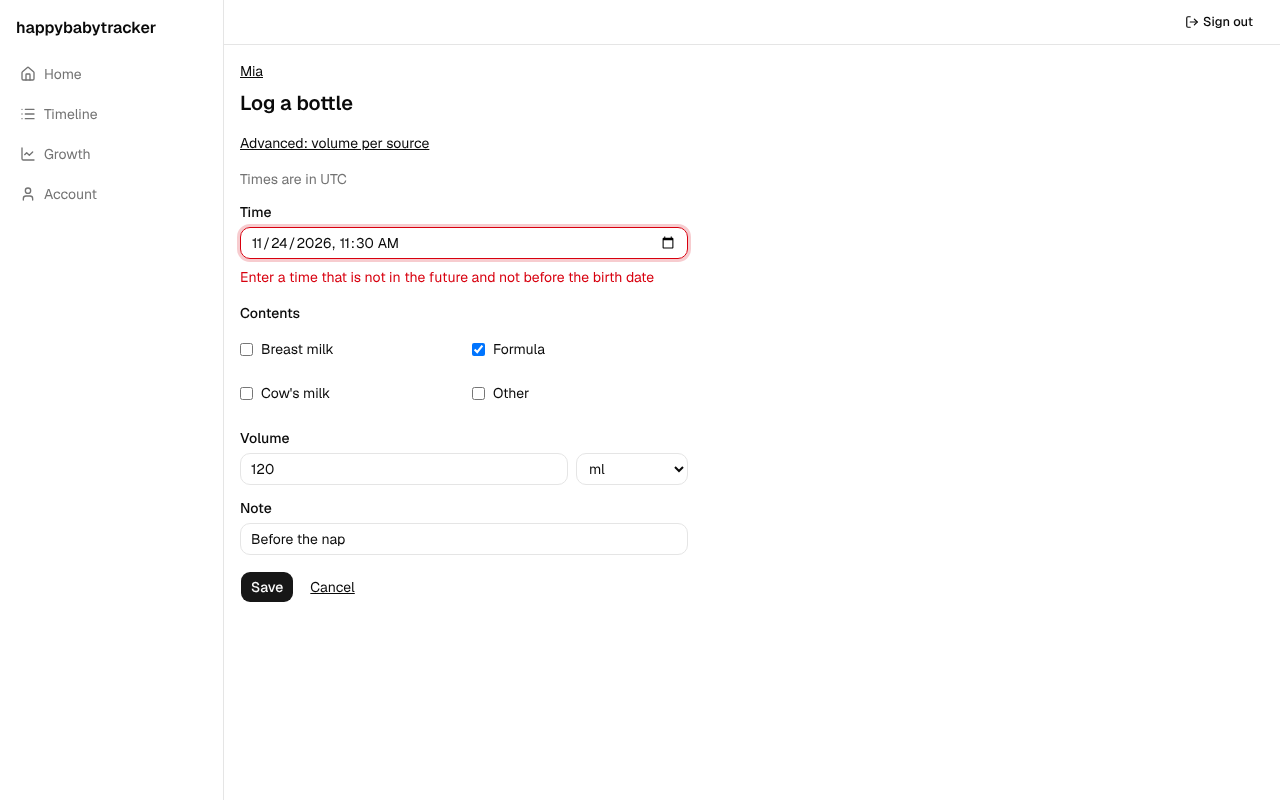 happybabytracker
Sign out
Home
Timeline
Growth
Account
Mia
Log a bottle
Advanced: volume per source
Times are in UTC
Time
11/24/2026, 11:30 AM
Enter a time that is not in the future and not before the birth date
Contents
Breast milk
Formula
Cow's milk
Other
Volume
120
ml
Note
Before the nap
Save
Cancel